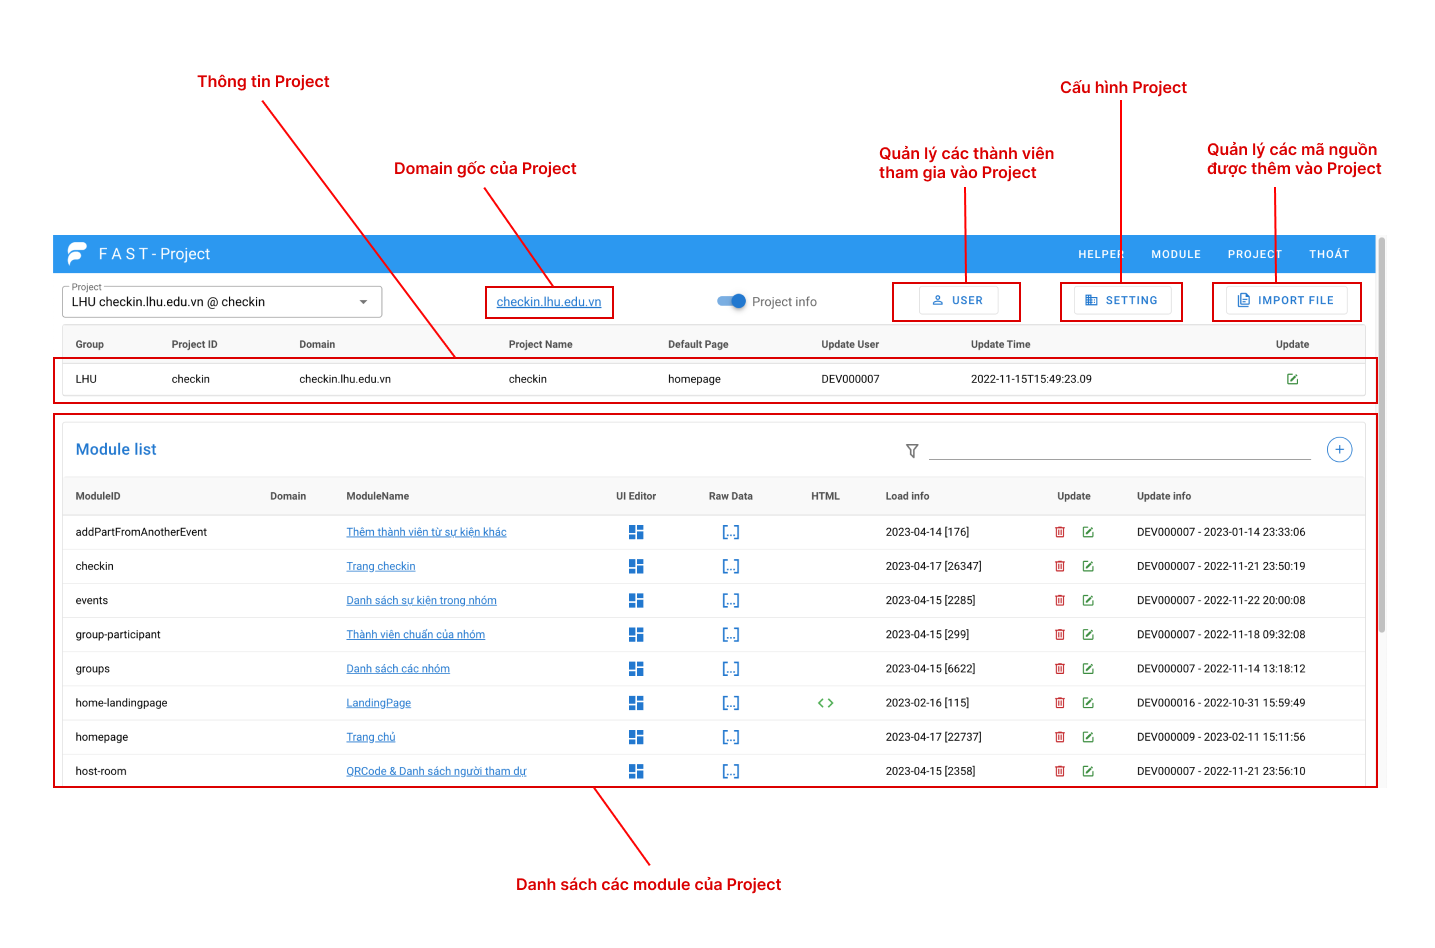 Thông tin Project
Cấu hình Project
Domain gốc của Project
Quản lý các thành viên
tham gia vào Project
Quản lý các mã nguồn
được thêm vào Project
F A S T - Project
HELPER MODULE PROJECT THOÁT
Project
LHU checkin.lhu.edu.vn @ checkin
checkin.lhu.edu.vn
Project info
USER
SETTING
IMPORT FILE
Group Project ID Domain Project Name Default Page Update User Update Time Update
LHU checkin checkin.lhu.edu.vn checkin homepage DEV000007 2022-11-15T15:49:23.09
Module list
ModuleID Domain ModuleName UI Editor Raw Data HTML Load info Update Update info
addPartFromAnotherEvent Thêm thành viên từ sự kiện khác [...] 2023-04-14 [176] DEV000007 - 2023-01-14 23:33:06
checkin Trang checkin [...] 2023-04-17 [26347] DEV000007 - 2022-11-21 23:50:19
events Danh sách sự kiện trong nhóm [...] 2023-04-15 [2285] DEV000007 - 2022-11-22 20:00:08
group-participant Thành viên chuẩn của nhóm [...] 2023-04-15 [299] DEV000007 - 2022-11-18 09:32:08
groups Danh sách các nhóm [...] 2023-04-15 [6622] DEV000007 - 2022-11-14 13:18:12
home-landingpage LandingPage [...] <> 2023-02-16 [115] DEV000016 - 2022-10-31 15:59:49
homepage Trang chủ [...] 2023-04-17 [22737] DEV000009 - 2023-02-11 15:11:56
host-room QRCode & Danh sách người tham dự [...] 2023-04-15 [2358] DEV000007 - 2022-11-21 23:56:10
Danh sách các module của Project